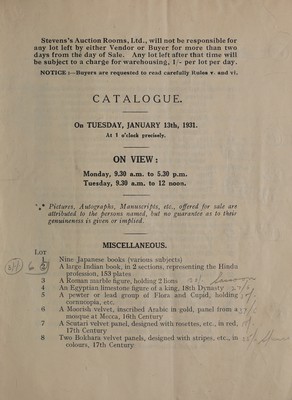 Stevens's Auction Rooms, Ltd., will not be responsible for
any lot left by either Vendor or Buyer for more than two
days from the day of Sale. Any lot left after that time will
be subject to a charge for warehousing, 1/- per lot per day.
NOTICE :—Buyers are requested to read carefully Rules v. and vi.
CATALOGUE.
On TUESDAY, JANUARY 13th, 1931.
At 1 o'clock precisely.
ON VIEW :
Monday, 9.30 a.m. to 5.30 p.m.
Tuesday, 9.30 a.m. to 12 noon.
*** Pictures, Autographs, Manuscripts, etc., offered for sale are
attributed to the persons named, but no guarantee as to their
genuineness is given or implied.
MISCELLANEOUS.
LOT
1 Nine Japanese books (various subjects)
A large Indian book, in 2 sections, representing the Hindu
profession, 183 plates
3 A Roman marble figure, holding 2 lions
4 An Egyptian limestone figure of a king, 18th Dynasty
5 A pewter or lead group of Flora and Cupid, holding
cornucopia, etc.
6 A Moorish velvet, inscribed Arabic in gold, panel from a
mosque at Mecca, 16th Century
7 A Scutari velvet panel, designed with rosettes, etc., in red,
17th Century
8 Two Bokhara velvet panels, designed with stripes, etc., in
colours, 17th Century